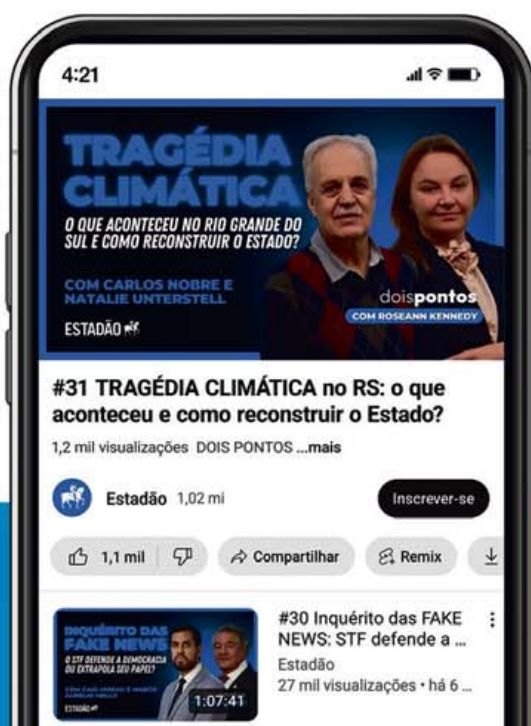 4:21
TRAGÉDIA
CLIMÁTICA
O QUE ACONTECEU NO RIO GRANDE DO
SUL E COMO RECONSTRUIR O ESTADO?
COM CARLOS NOBRE E
NATALIE UNTERSTELL
ESTADÃO
doispontos
COM ROSEANN KENNEDY
#31 TRAGÉDIA CLIMÁTICA no RS: o que
aconteceu e como reconstruir o Estado?
1,2 mil visualizações DOIS PONTOS ...mais
Estadão 1,02 mi
Inscrever-se
1,1 mil
Compartilhar
Remix
INQUÉRITO DAS
FAKE NEWS
O STF DEFENDE A DEMOCRACIA
OU EXTRAPOLA SEU PAPEL?
ESTADÃO
1:07:41
#30 Inquérito das FAKE
NEWS: STF defende a ...
Estadão
27 mil visualizações • há 6 ...